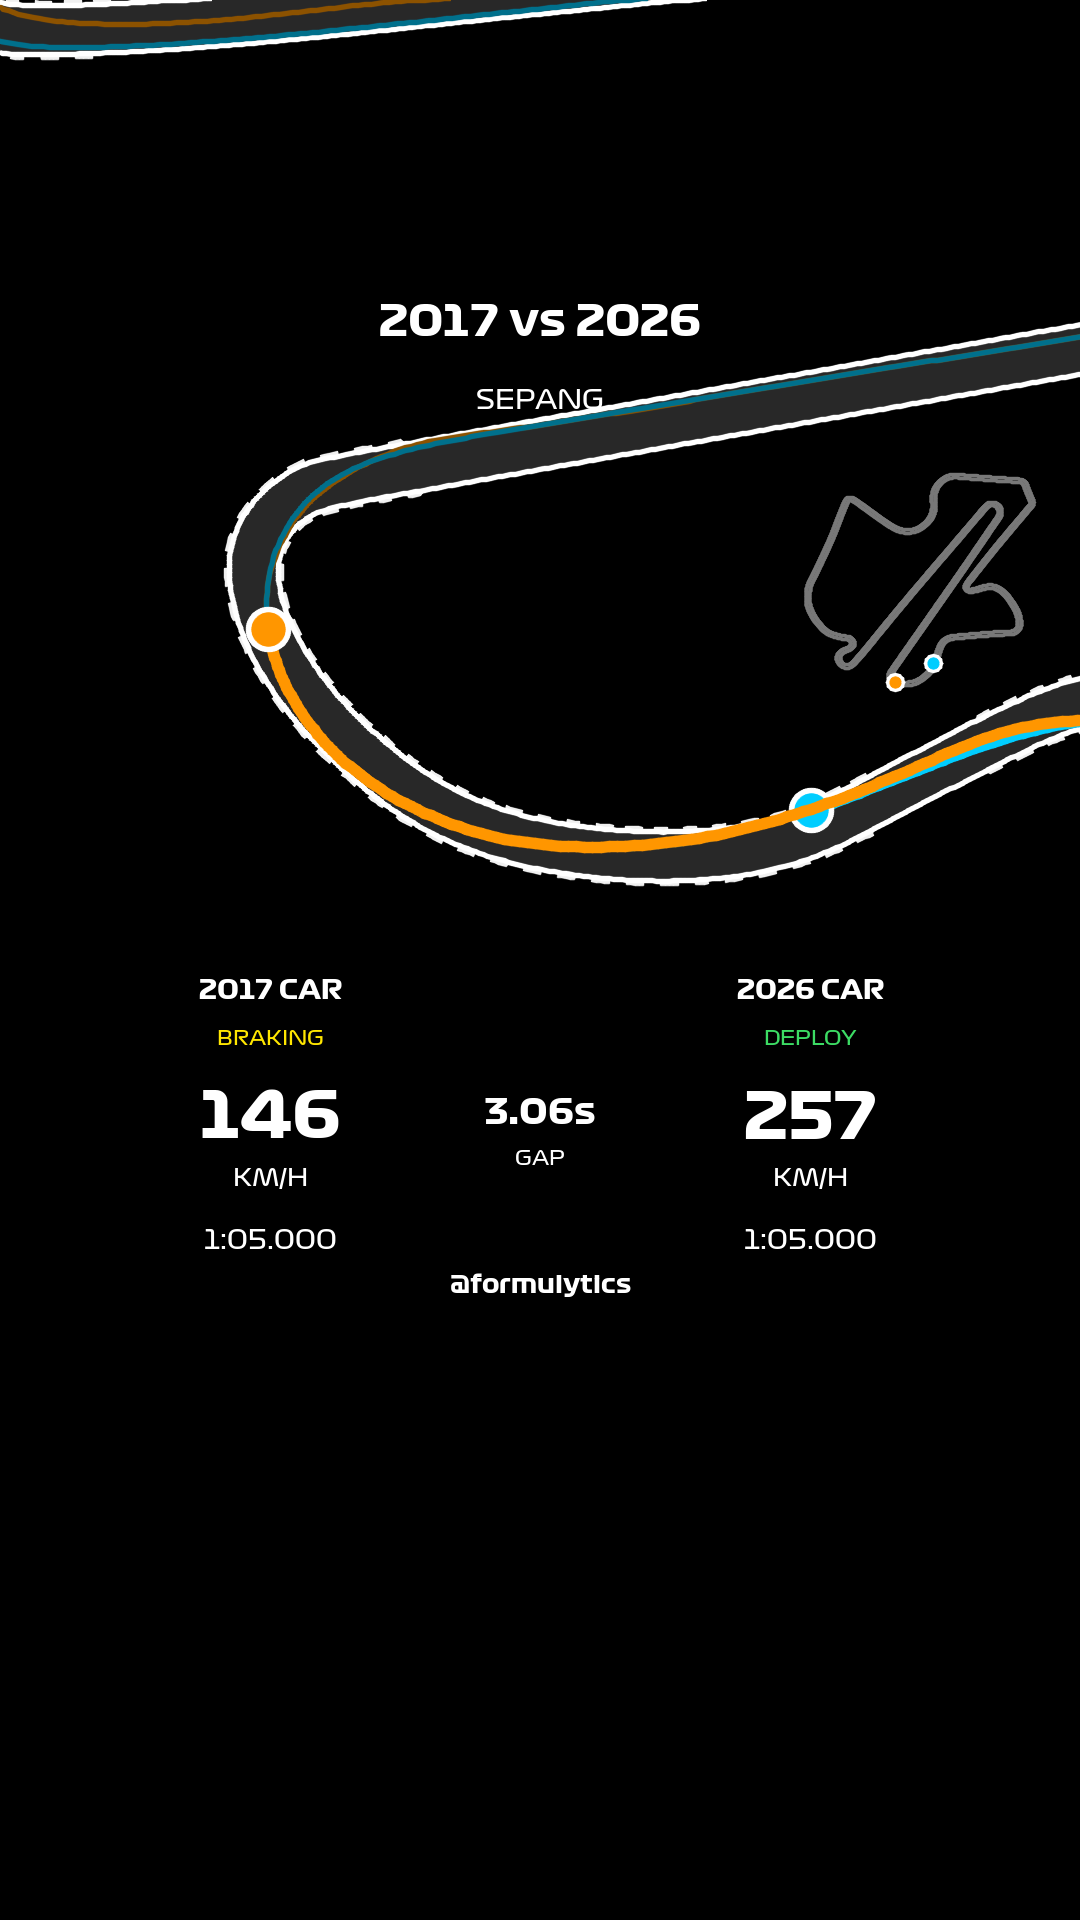 2017 vs 2026
SEPANG
2017 CAR
BRAKING
146
KM/H
1:05.000
3.06s
GAP
2026 CAR
DEPLOY
257
KM/H
1:05.000
@formulytics